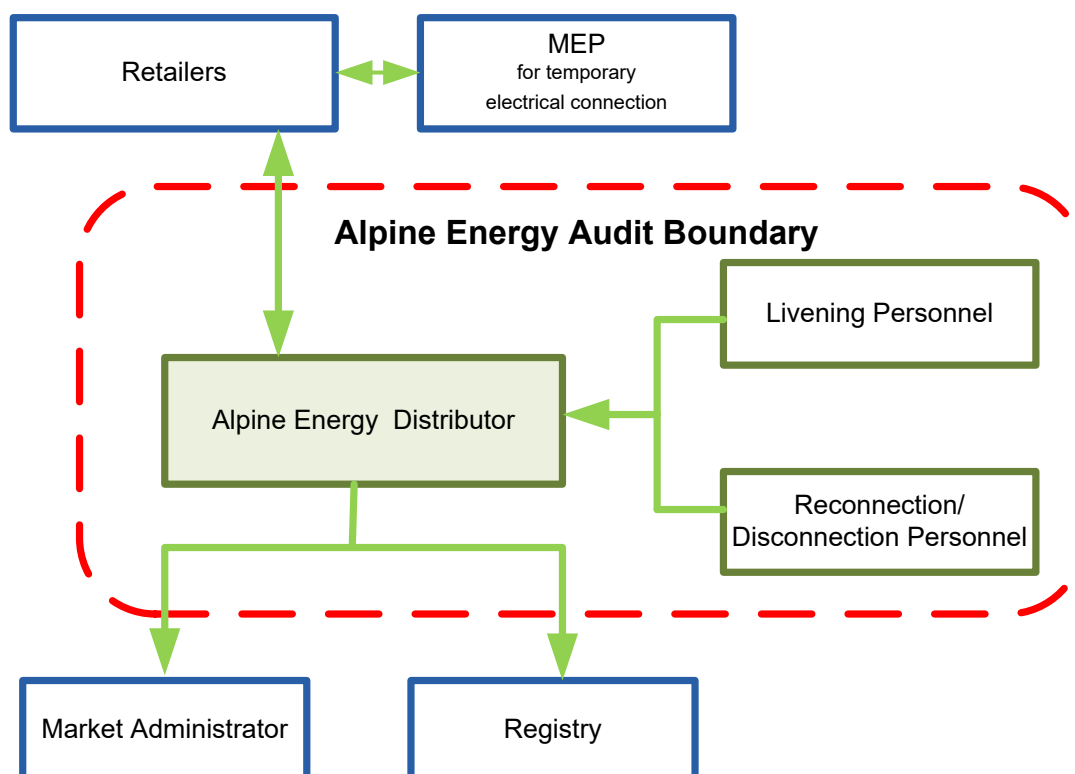 Retailers
MEP
for temporary
electrical connection
Alpine Energy Audit Boundary
Livening Personnel
Alpine Energy Distributor
Reconnection/
Disconnection Personnel
Market Administrator
Registry